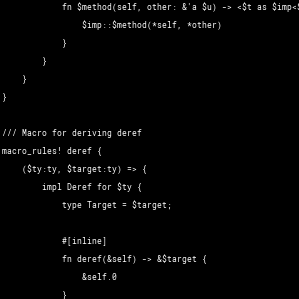 fn $method(self, other: &'a $u) -> <$t as $imp<$
$imp::$method(*self, *other)
}
}
}
}
/// Macro for deriving deref
macro_rules! deref {
($ty:ty, $target:ty) => {
impl Deref for $ty {
type Target = $target;
#[inline]
fn deref(&self) -> &$target {
&self.0
}